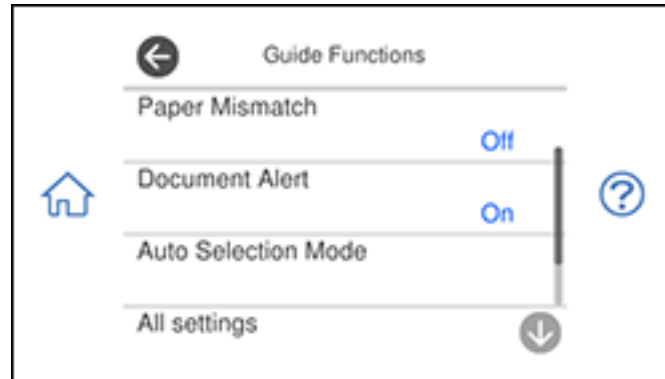 Guide Functions
Paper Mismatch
Off
Document Alert
On
Auto Selection Mode
All settings